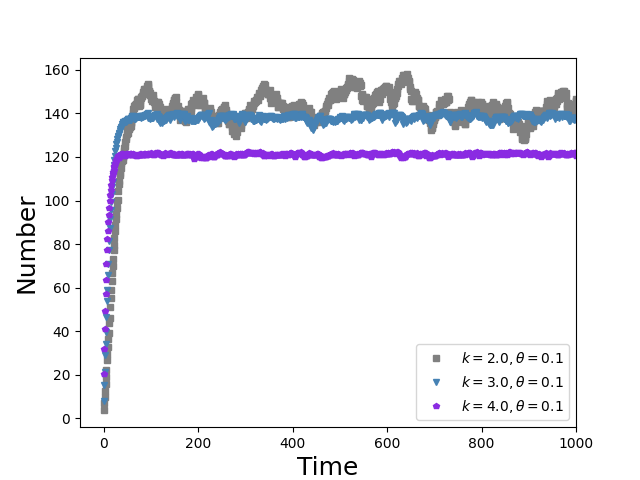 160
140
120
100
80
60
40
20
0
Number
k = 2.0, θ = 0.1
k = 3.0, θ = 0.1
k = 4.0, θ = 0.1
0 200 400 600 800 1000
Time